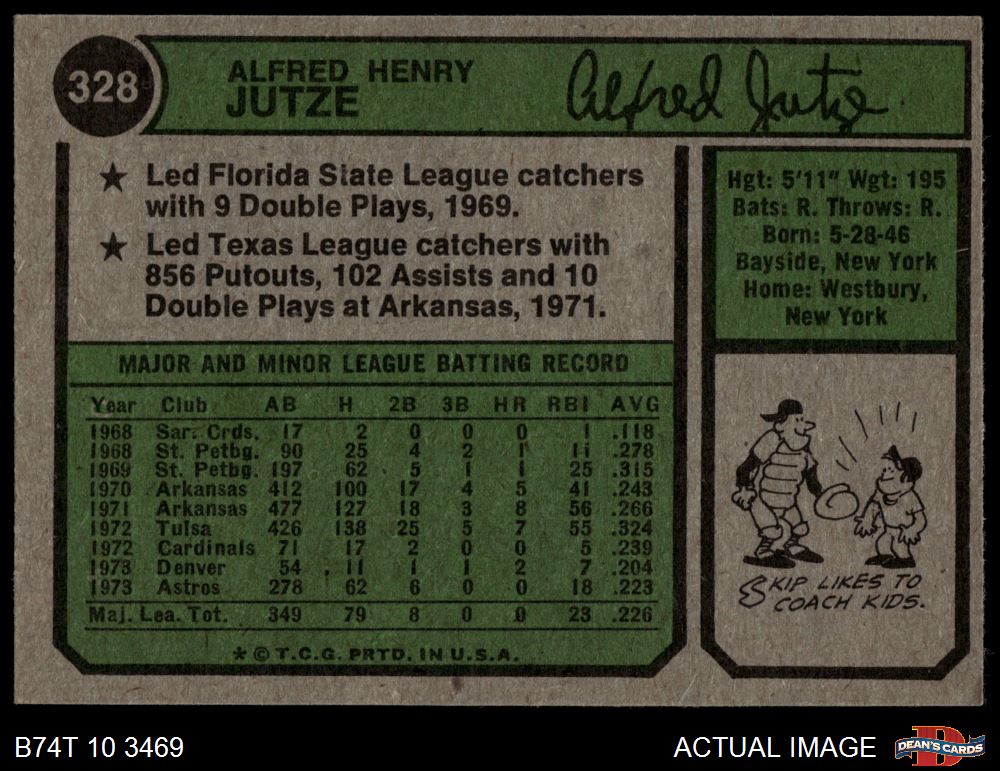 328
ALFRED HENRY
JUTZE
Alfred Jutze
★ Led Florida State League catchers
with 9 Double Plays, 1969.
★ Led Texas League catchers with
856 Putouts, 102 Assists and 10
Double Plays at Arkansas, 1971.
Hgt: 5'11" Wgt: 195
Bats: R. Throws: R.
Born: 5-28-46
Bayside, New York
Home: Westbury,
New York
MAJOR AND MINOR LEAGUE BATTING RECORD
Year Club AB H 2B 3B HR RBI AVG
1968 Sar. Crds. 17 2 0 0 0 1 .118
1968 St. Petbg. 90 25 4 2 1 11 .278
1969 St. Petbg. 197 62 5 1 1 25 .315
1970 Arkansas 412 100 17 4 5 41 .243
1971 Arkansas 477 127 18 3 8 56 .266
1972 Tulsa 426 138 25 5 7 55 .324
1972 Cardinals 71 17 2 0 0 5 .239
1973 Denver 54 11 1 1 2 7 .204
1973 Astros 278 62 6 0 0 18 .223
Maj. Lea. Tot. 349 79 8 0 0 23 .226
* © T.C.G. PRTD. IN U.S.A.
SKIP LIKES TO
COACH KIDS.
B74T 10 3469
ACTUAL IMAGE
D
DEAN'S CARDS